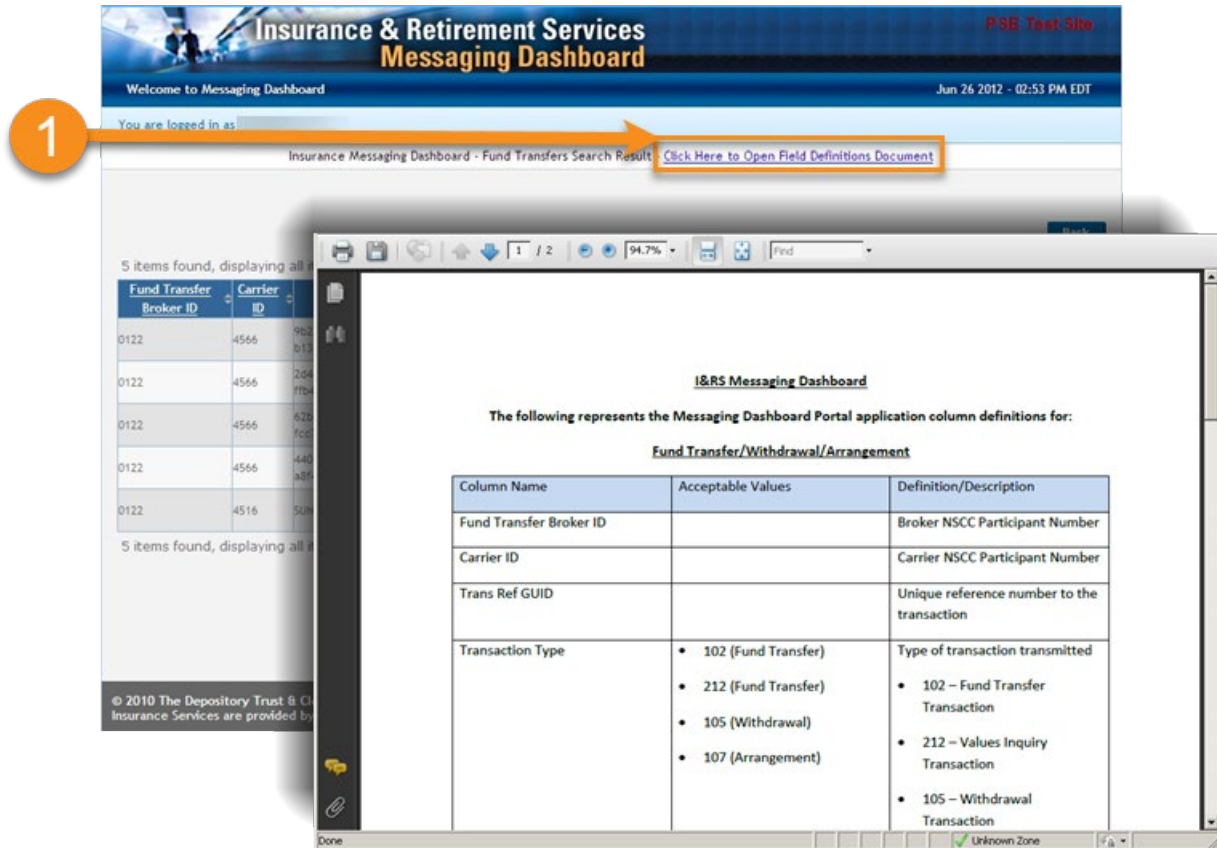 Insurance & Retirement Services
Messaging Dashboard
PSE Test Site
Welcome to Messaging Dashboard
Jun 26 2012 - 02:53 PM EDT
1
You are logged in as
Insurance Messaging Dashboard - Fund Transfers Search Result - Click Here to Open Field Definitions Document
Back
1 / 2
94.7%
Find
5 items found, displaying all
Fund Transfer Broker ID
Carrier ID
0122 4566
0122 4566
0122 4566
0122 4566
0122 4516
5 items found, displaying all
© 2010 The Depository Trust &
Insurance Services are provided by
I&RS Messaging Dashboard
The following represents the Messaging Dashboard Portal application column definitions for:
Fund Transfer/Withdrawal/Arrangement
Column Name Acceptable Values Definition/Description
Fund Transfer Broker ID Broker NSCC Participant Number
Carrier ID Carrier NSCC Participant Number
Trans Ref GUID Unique reference number to the
transaction
Transaction Type • 102 (Fund Transfer) Type of transaction transmitted
• 212 (Fund Transfer) • 102 – Fund Transfer
Transaction
• 105 (Withdrawal) • 212 – Values Inquiry
• 107 (Arrangement) Transaction
• 105 – Withdrawal
Transaction
Done
Unknown Zone